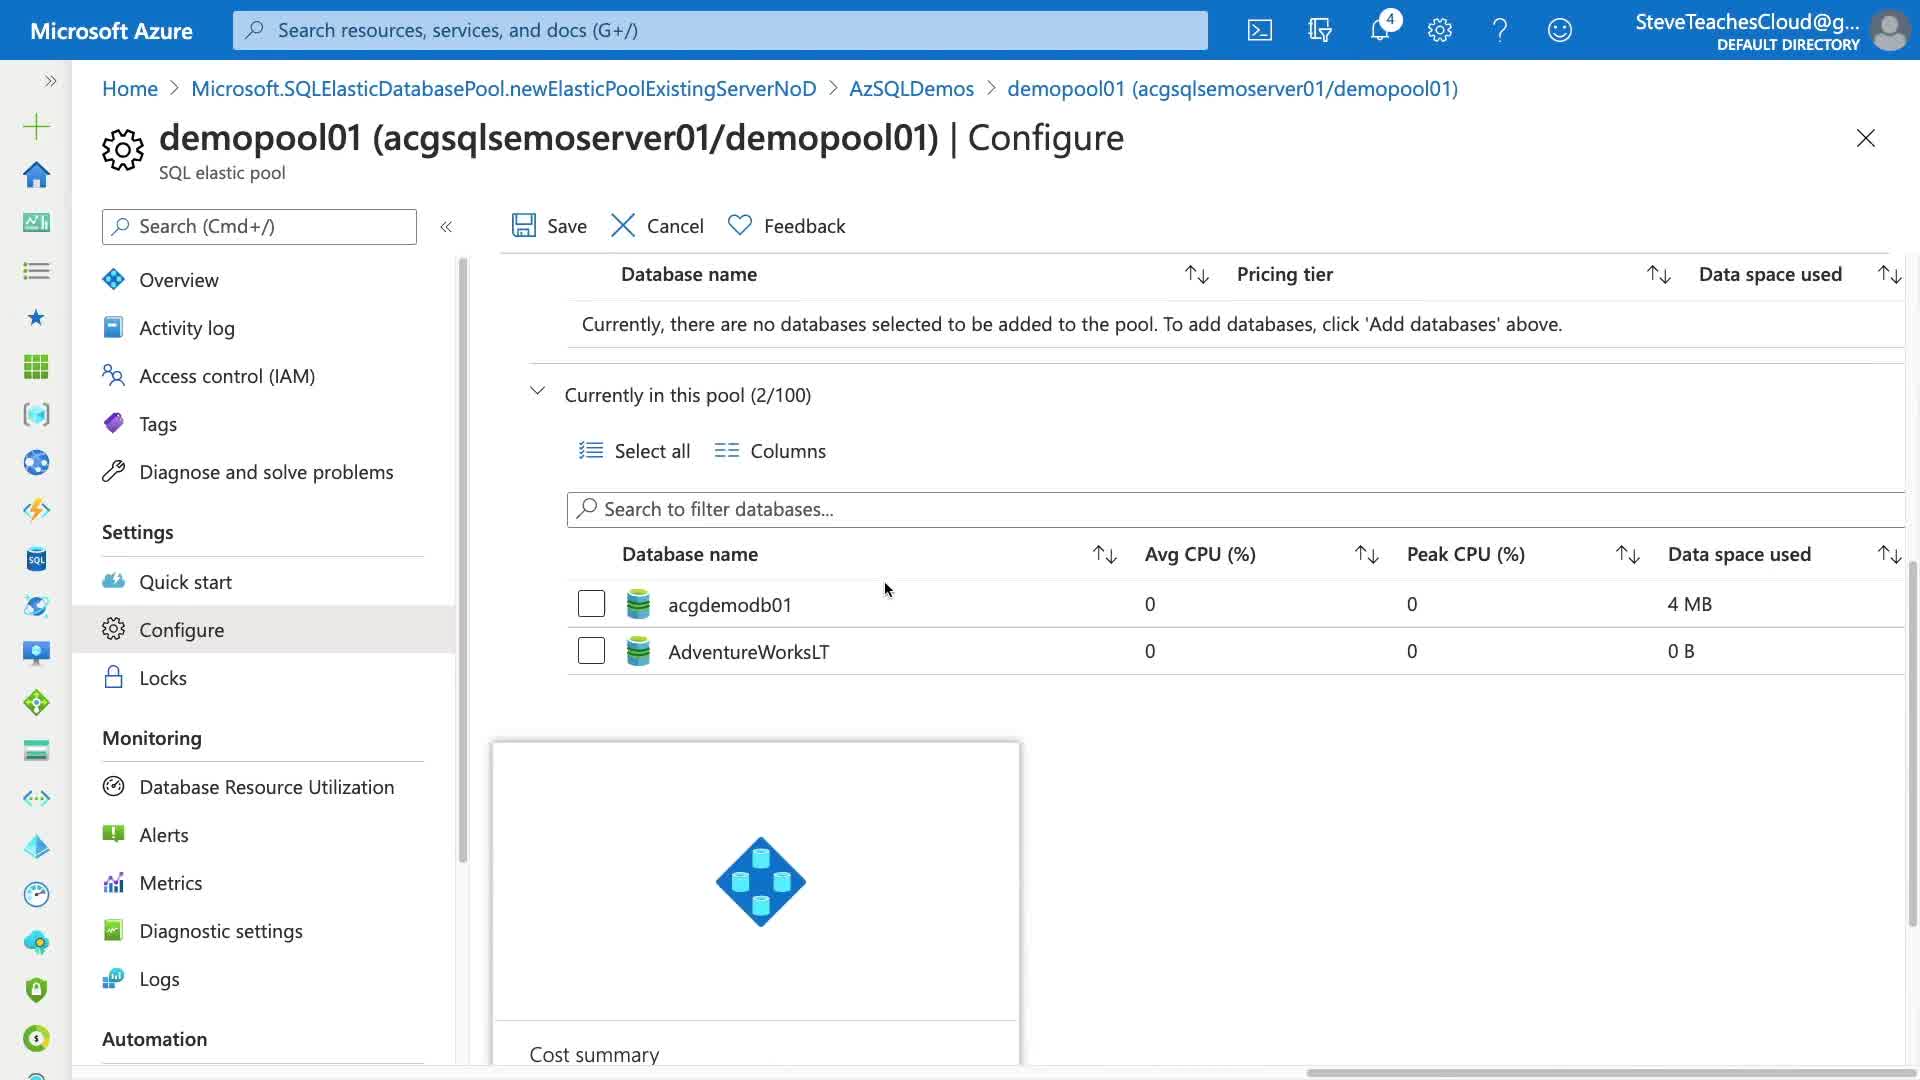 Microsoft Azure
Search resources, services, and docs (G+/)
4
SteveTeachesCloud@g...
DEFAULT DIRECTORY
Home > Microsoft.SQLElasticDatabasePool.newElasticPoolExistingServerNoD > AzSQLDemos > demopool01 (acgsqlsemoserver01/demopool01)
demopool01 (acgsqlsemoserver01/demopool01) | Configure
SQL elastic pool
Search (Cmd+/)
Overview
Activity log
Access control (IAM)
Tags
Diagnose and solve problems
Settings
Quick start
Configure
Locks
Monitoring
Database Resource Utilization
Alerts
Metrics
Diagnostic settings
Logs
Automation
SQL
Save Cancel Feedback
Database name Pricing tier Data space used
Currently, there are no databases selected to be added to the pool. To add databases, click 'Add databases' above.
Currently in this pool (2/100)
Select all Columns
Search to filter databases...
Database name Avg CPU (%) Peak CPU (%) Data space used
acgdemodb01 0 0 4 MB
AdventureWorksLT 0 0 0 B
Cost summary